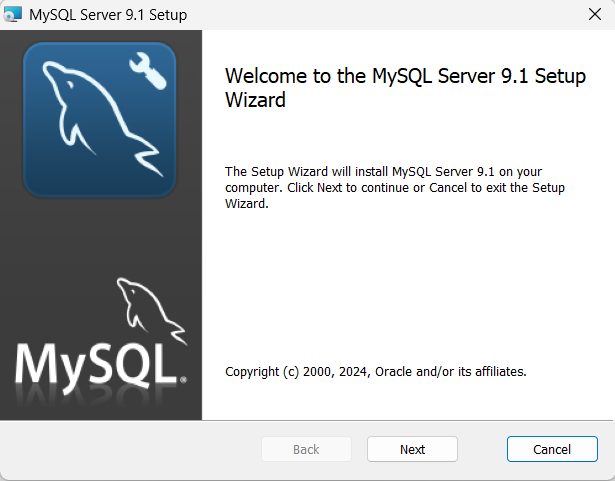 MySQL Server 9.1 Setup
Welcome to the MySQL Server 9.1 Setup
Wizard
The Setup Wizard will install MySQL Server 9.1 on your
computer. Click Next to continue or Cancel to exit the Setup
Wizard.
MySQL®
Copyright (c) 2000, 2024, Oracle and/or its affiliates.
Back
Next
Cancel